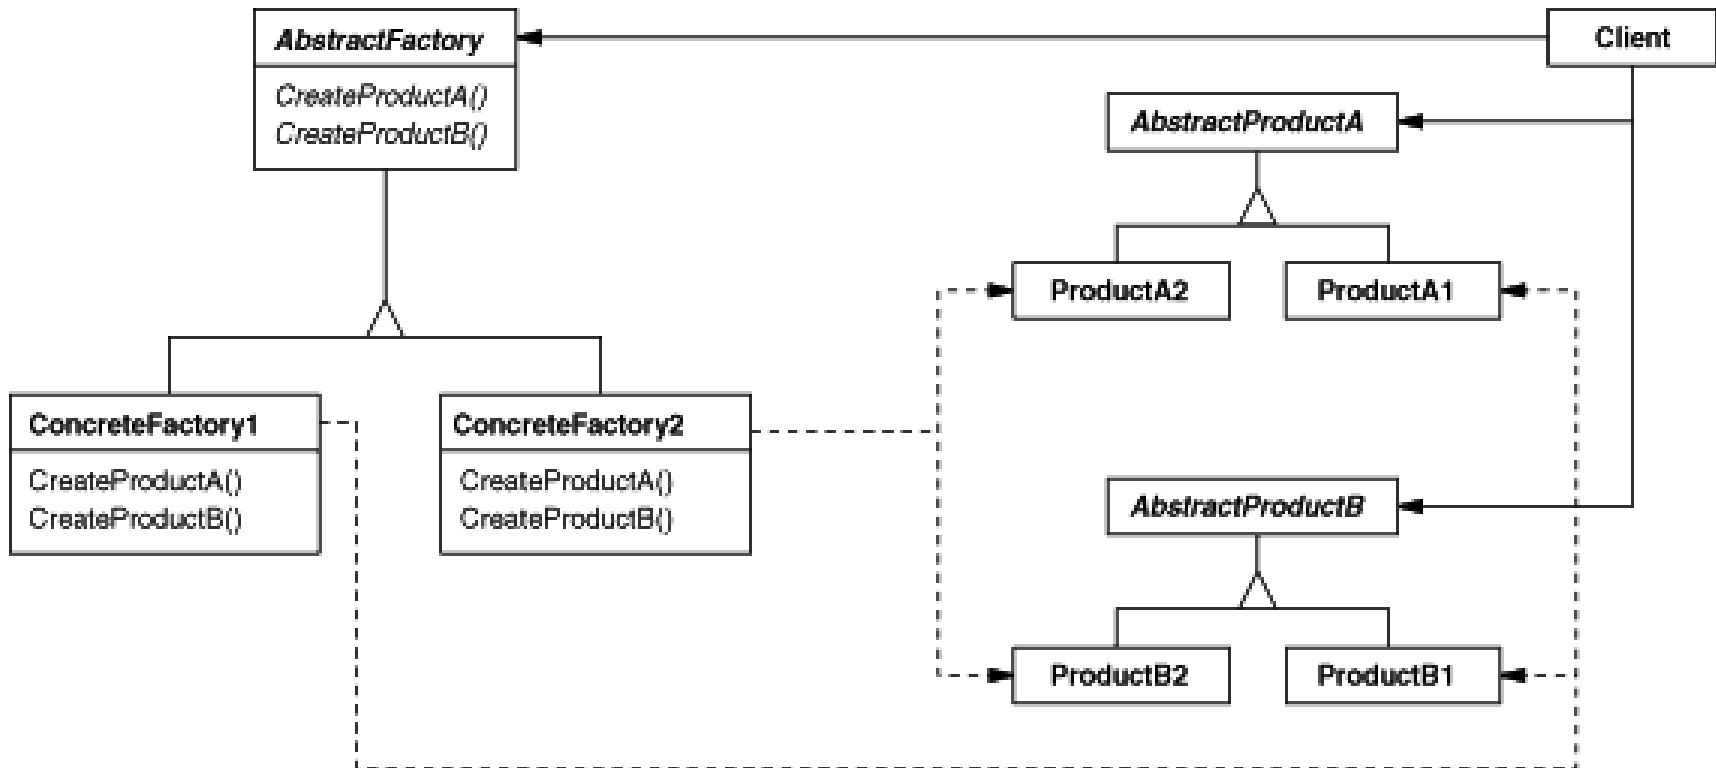 AbstractFactory
CreateProductA()
CreateProductB()
Client
AbstractProductA
ProductA2
ProductA1
ConcreteFactory1
CreateProductA()
CreateProductB()
ConcreteFactory2
CreateProductA()
CreateProductB()
AbstractProductB
ProductB2
ProductB1